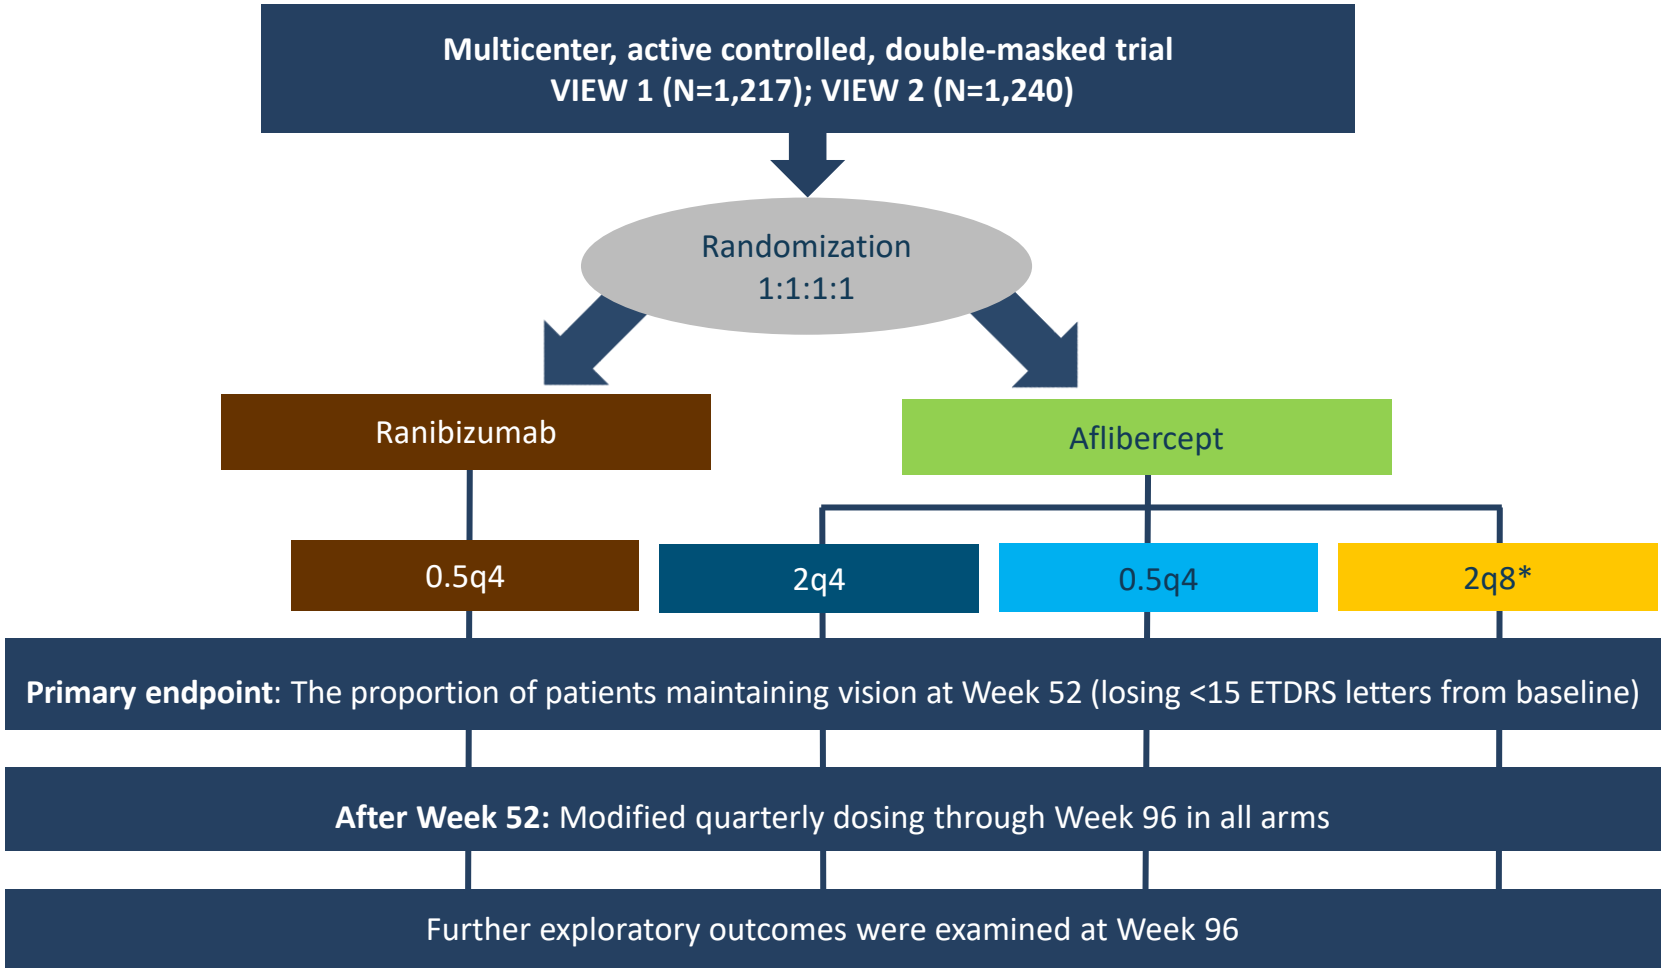 Multicenter, active controlled, double-masked trial
VIEW 1 (N=1,217); VIEW 2 (N=1,240)
Randomization
1:1:1:1
Ranibizumab
Aflibercept
0.5q4
2q4
0.5q4
2q8*
Primary endpoint: The proportion of patients maintaining vision at Week 52 (losing <15 ETDRS letters from baseline)
After Week 52: Modified quarterly dosing through Week 96 in all arms
Further exploratory outcomes were examined at Week 96